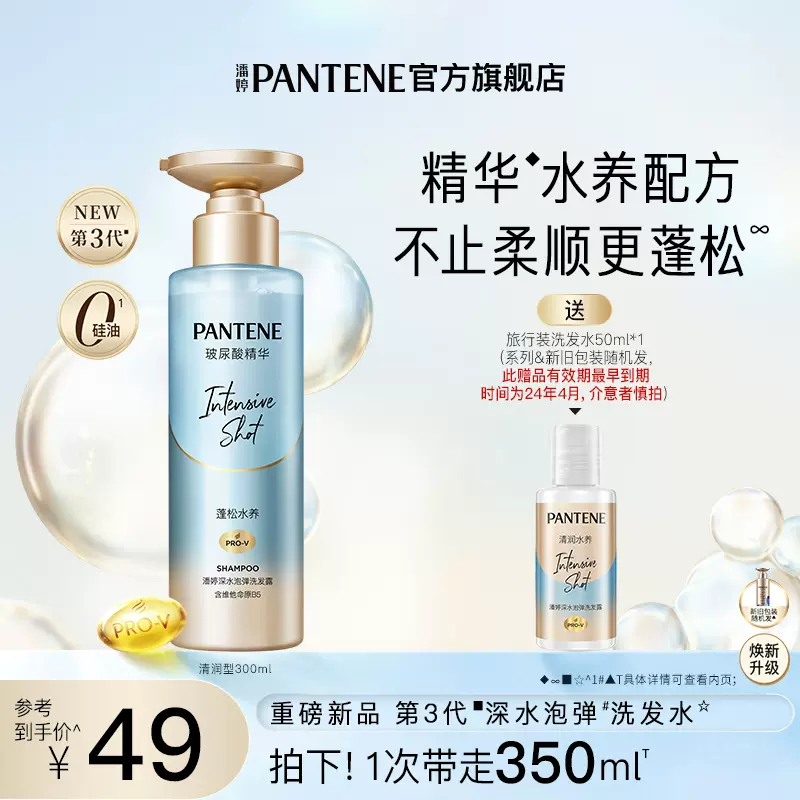 潘婷 PANTENE官方旗舰店
精华◆水养配方
不止柔顺更蓬松∞
NEW
第3代■
0硅油1
送
旅行装洗发水50ml*1
(系列&新旧包装随机发,
此赠品有效期最早到期
时间为24年4月, 介意者慎拍)
PANTENE
玻尿酸精华
Intensive
Shot
蓬松水养
PRO-V
SHAMPOO
潘婷深水泡弹洗发露
含维他命原B5
PRO-V
清润型300ml
PANTENE
清润水养
Intensive
Shot
潘婷深水泡弹洗发露
PRO-V
新旧包装
随机发▲
焕新
升级
◆∞■☆^1#▲T具体详情可查看内页;
参考
到手价^
¥49
重磅新品 第3代■深水泡弹#洗发水☆
拍下! 1次带走350mlT